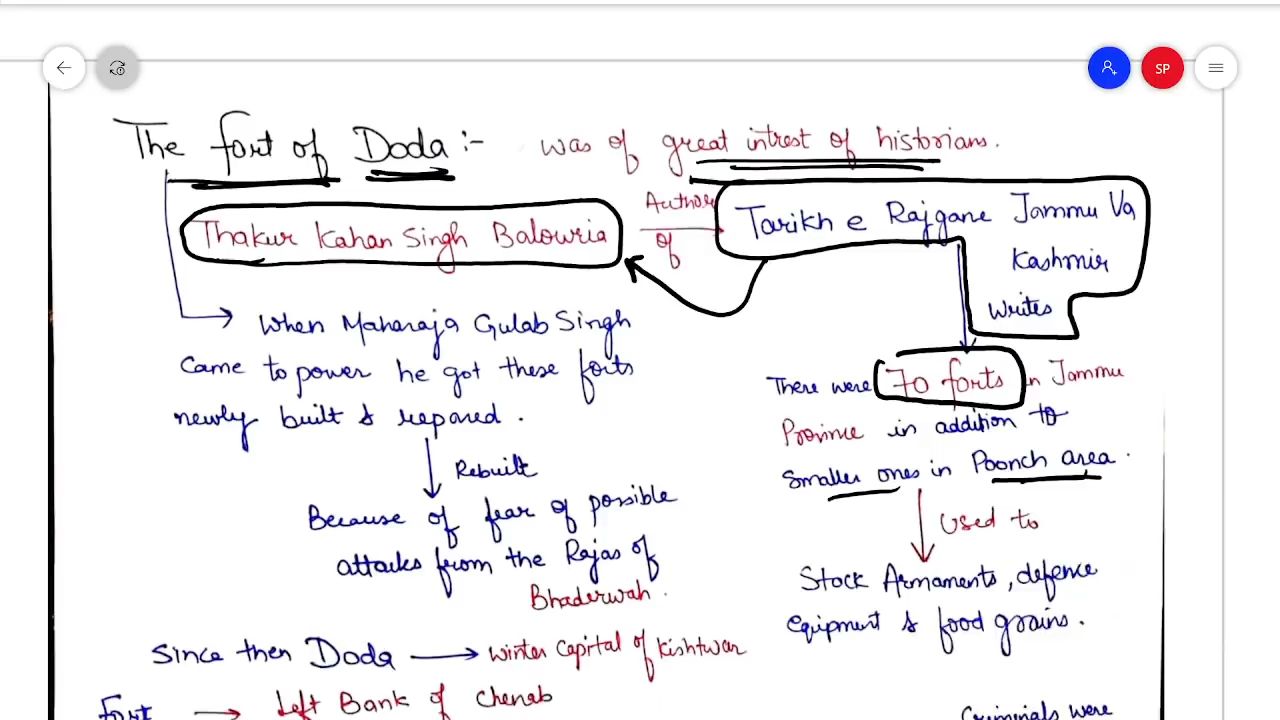 SP
The fort of Doda :- was of great intrest of historians.
Thakur Kahan Singh Balowria
Author of
Tarikh e Rajgane Jammu Va
Kashmir
Writes
When Maharaja Gulab Singh
Came to power he got these forts
newly built & repared.
Rebuilt
Because of fear of possible
attacks from the Rajas of
Bhaderwah.
There were 70 forts in Jammu
Province in addition to
Smaller ones in Poonch area.
Used to
Stock Armaments, defence
equipment & food grains.
Since then Doda → winter Capital of Kishtwar
Fort → Left Bank of Chenab
Criminals were